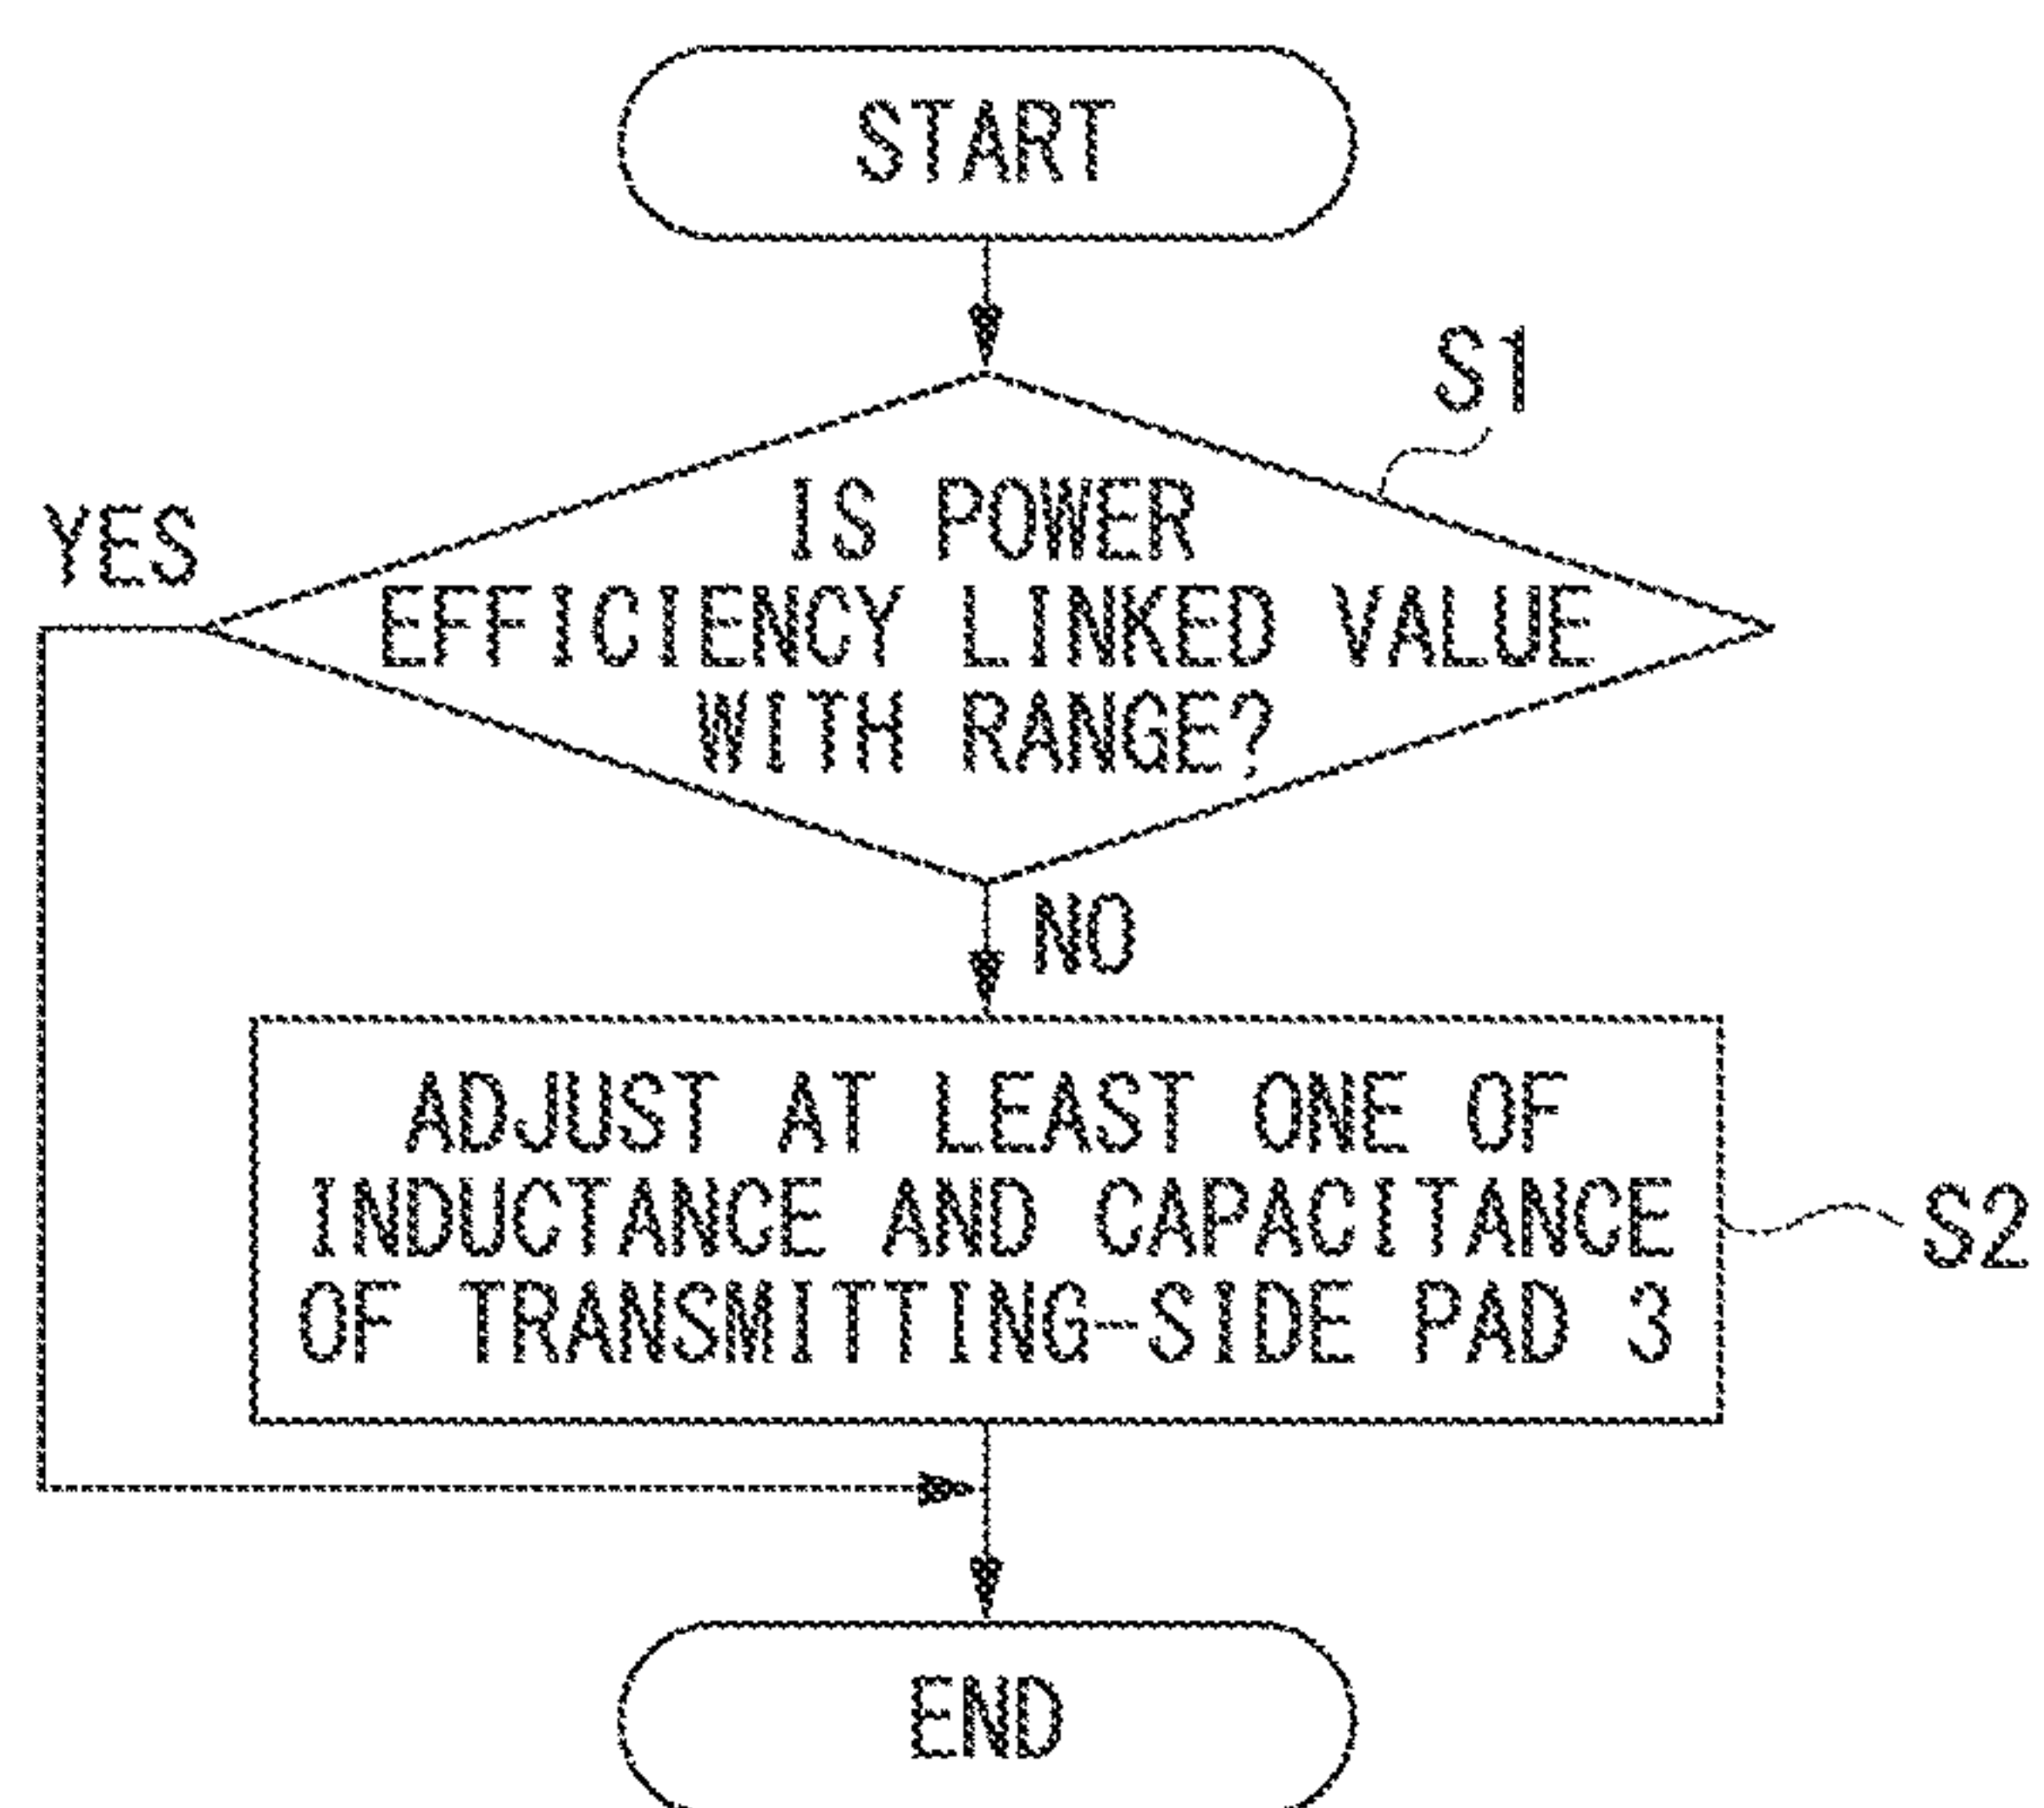 START
S1
IS POWER
EFFICIENCY LINKED VALUE
WITH RANGE?
YES
NO
ADJUST AT LEAST ONE OF
INDUCTANCE AND CAPACITANCE
OF TRANSMITTING-SIDE PAD 3
S2
END